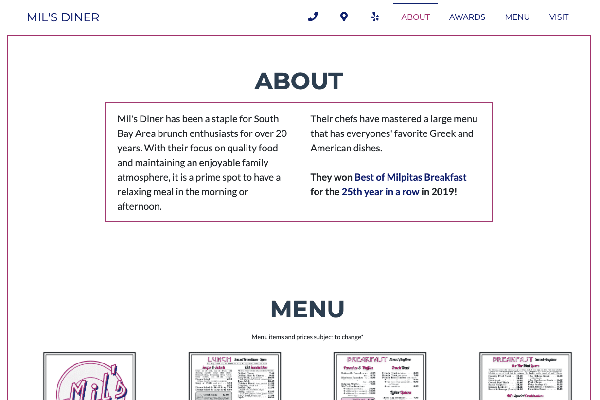 MIL'S DINER
ABOUT
AWARDS
MENU
VISIT
ABOUT
Mil's Diner has been a staple for South
Bay Area brunch enthusiasts for over 20
years. With their focus on quality food
and maintaining an enjoyable family
atmosphere, it is a prime spot to have a
relaxing meal in the morning or
afternoon.
Their chefs have mastered a large menu
that has everyones' favorite Greek and
American dishes.
They won Best of Milpitas Breakfast
for the 25th year in a row in 2019!
MENU
Menu items and prices subject to change*
Mil's
LUNCH
BREAKFAST
BREAKFAST